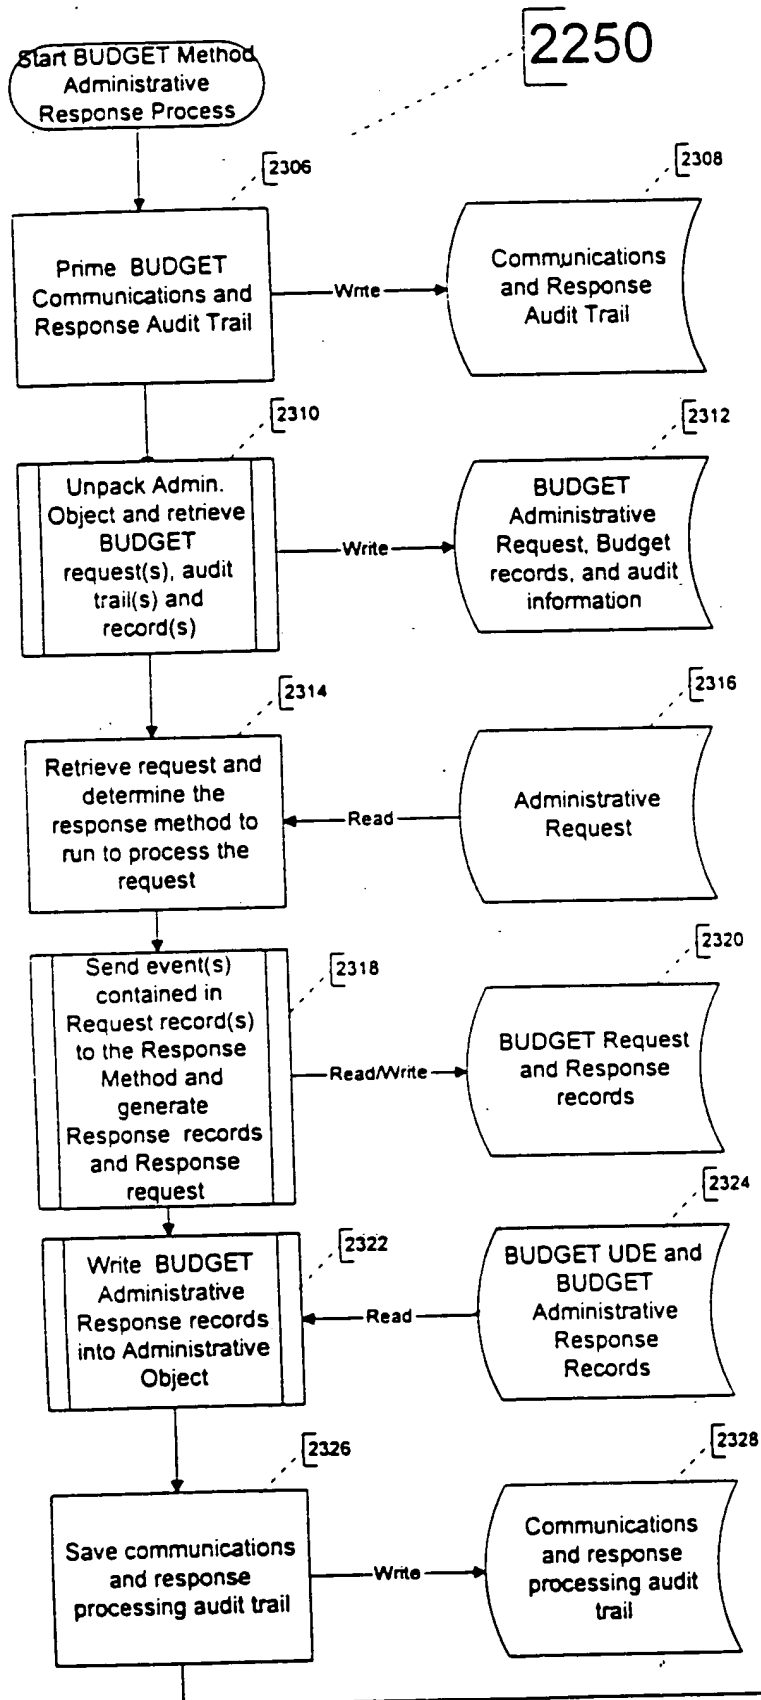 2250
Start BUDGET Method
Administrative
Response Process
2306
2308
Prime BUDGET
Communications and
Response Audit Trail
Write
Communications
and Response
Audit Trail
2310
2312
Unpack Admin.
Object and retrieve
BUDGET
request(s), audit
trail(s) and
record(s)
Write
BUDGET
Administrative
Request, Budget
records, and audit
information
2314
2316
Retrieve request and
determine the
response method to
run to process the
request
Read
Administrative
Request
2318
2320
Send event(s)
contained in
Request record(s)
to the Response
Method and
generate
Response records
and Response
request
Read/Write
BUDGET Request
and Response
records
2322
2324
Write BUDGET
Administrative
Response records
into Administrative
Object
Read
BUDGET UDE and
BUDGET
Administrative
Response
Records
2326
2328
Save communications
and response
processing audit trail
Write
Communications
and response
processing audit
trail